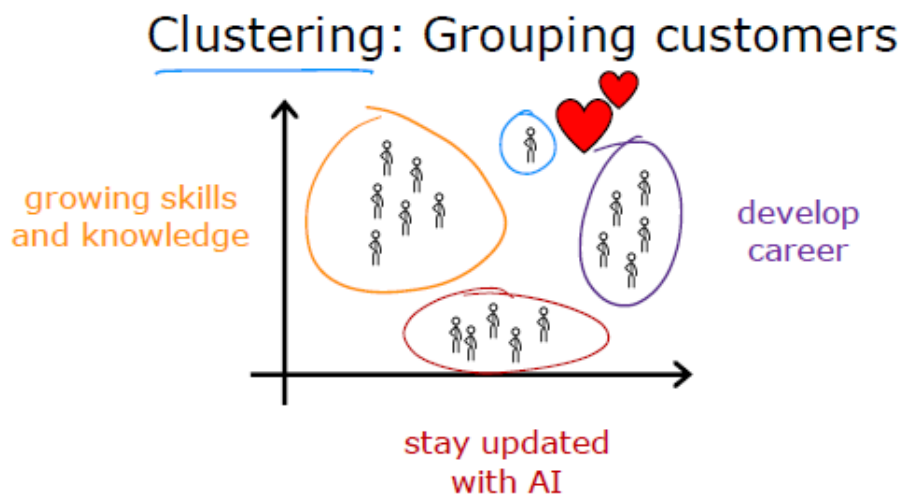 Clustering: Grouping customers
growing skills
and knowledge
develop
career
stay updated
with AI